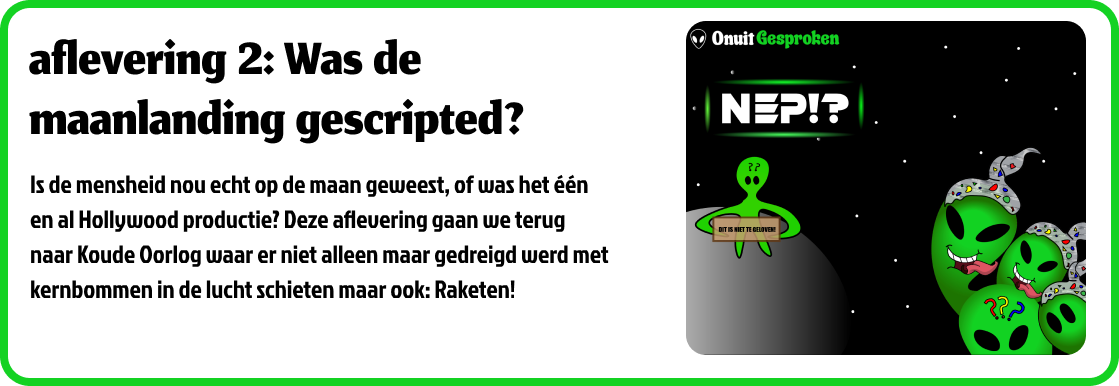 aflevering 2: Was de
maanlanding gescripted?
Is de mensheid nou echt op de maan geweest, of was het één
en al Hollywood productie? Deze aflevering gaan we terug
naar Koude Oorlog waar er niet alleen maar gedreigd werd met
kernbommen in de lucht schieten maar ook: Raketen!
Onuit Gesproken
NEP!?
??
DIT IS NIET TE GELOVEN!
???